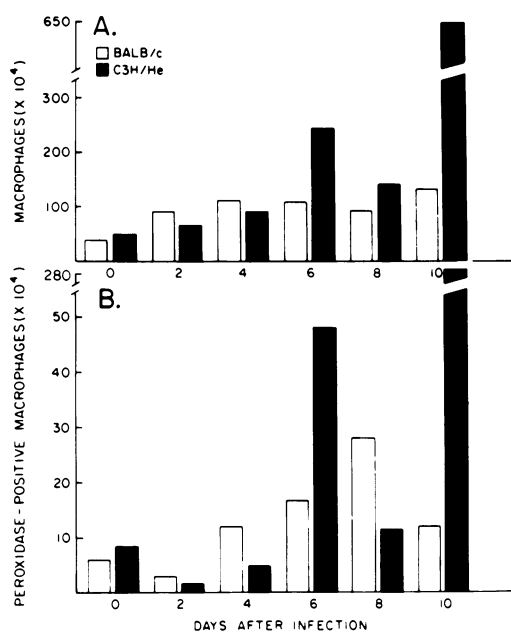 A.
BALB/c
C3H/He
MACROPHAGES (X 10⁴)
650
300
200
100
0 2 4 6 8 10
B.
PEROXIDASE-POSITIVE MACROPHAGES (X 10⁴)
280
50
40
30
20
10
0 2 4 6 8 10
DAYS AFTER INFECTION